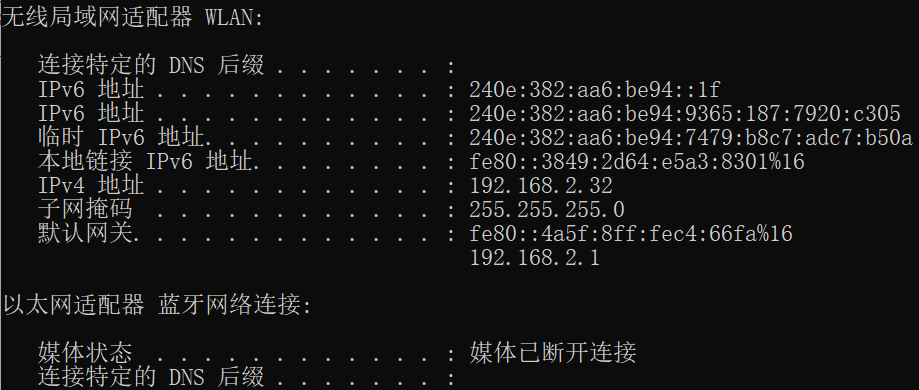 无线局域网适配器 WLAN:
连接特定的 DNS 后缀 . . . . . . . :
IPv6 地址 . . . . . . . . . . . . : 240e:382:aa6:be94::1f
IPv6 地址 . . . . . . . . . . . . : 240e:382:aa6:be94:9365:187:7920:c305
临时 IPv6 地址. . . . . . . . . . : 240e:382:aa6:be94:7479:b8c7:adc7:b50a
本地链接 IPv6 地址. . . . . . . . : fe80::3849:2d64:e5a3:8301%16
IPv4 地址 . . . . . . . . . . . . : 192.168.2.32
子网掩码  . . . . . . . . . . . . : 255.255.255.0
默认网关. . . . . . . . . . . . . : fe80::4a5f:8ff:fec4:66fa%16
192.168.2.1
以太网适配器 蓝牙网络连接:
媒体状态  . . . . . . . . . . . . : 媒体已断开连接
连接特定的 DNS 后缀 . . . . . . . :